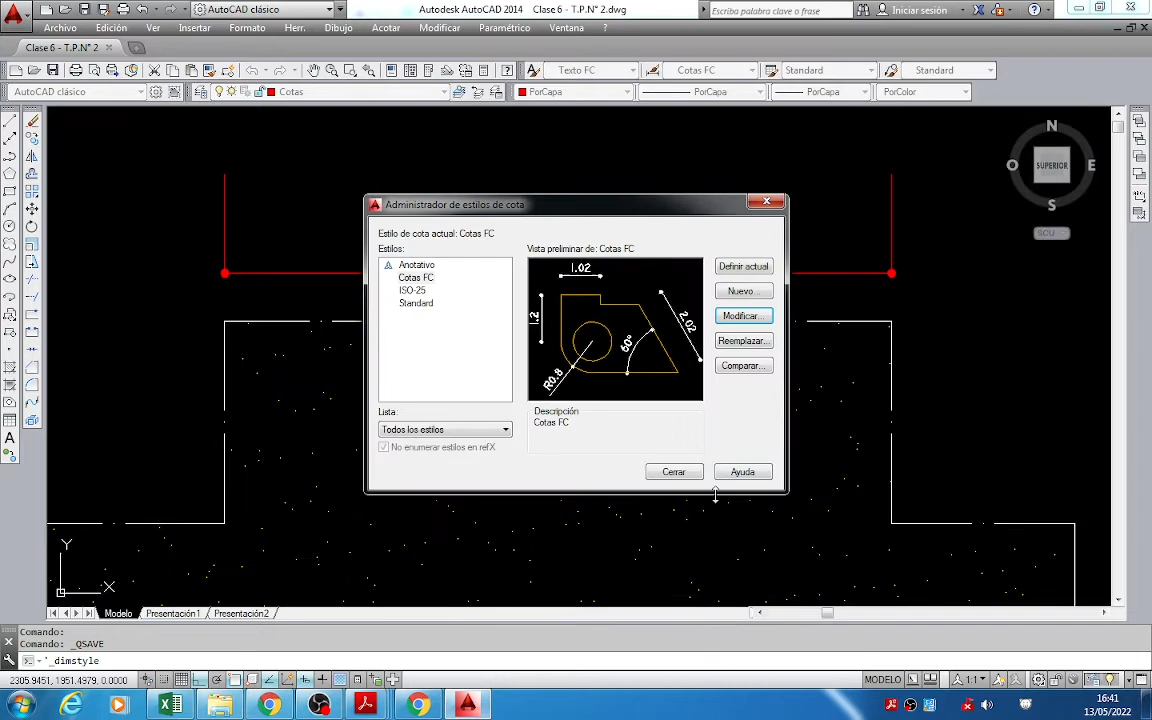 AutoCAD clásico
Autodesk AutoCAD 2014
Clase 6 - T.P.N° 2.dwg
Escriba palabra clave o frase
Iniciar sesión
Archivo Edición Ver Insertar Formato Herr. Dibujo Acotar Modificar Paramétrico Ventana ?
Clase 6 - T.P.N° 2
Texto FC
Cotas FC
Standard
Standard
AutoCAD clásico
Cotas
PorCapa
PorCapa
PorCapa
PorColor
N
O
SUPERIOR
E
S
SCU
Administrador de estilos de cota
Estilo de cota actual: Cotas FC
Estilos:
Anotativo
Cotas FC
ISO-25
Standard
Vista preliminar de: Cotas FC
1.02
1.2
2.02
60°
R0.8
Definir actual
Nuevo...
Modificar...
Reemplazar...
Comparar...
Lista:
Todos los estilos
No enumerar estilos en refX
Descripción
Cotas FC
Cerrar
Ayuda
Y
X
Modelo
Presentación1
Presentación2
Comando:
Comando: _QSAVE
'_dimstyle
2305.9451, 1951.4979, 0.0000
MODELO
1:1
16:41
13/05/2022